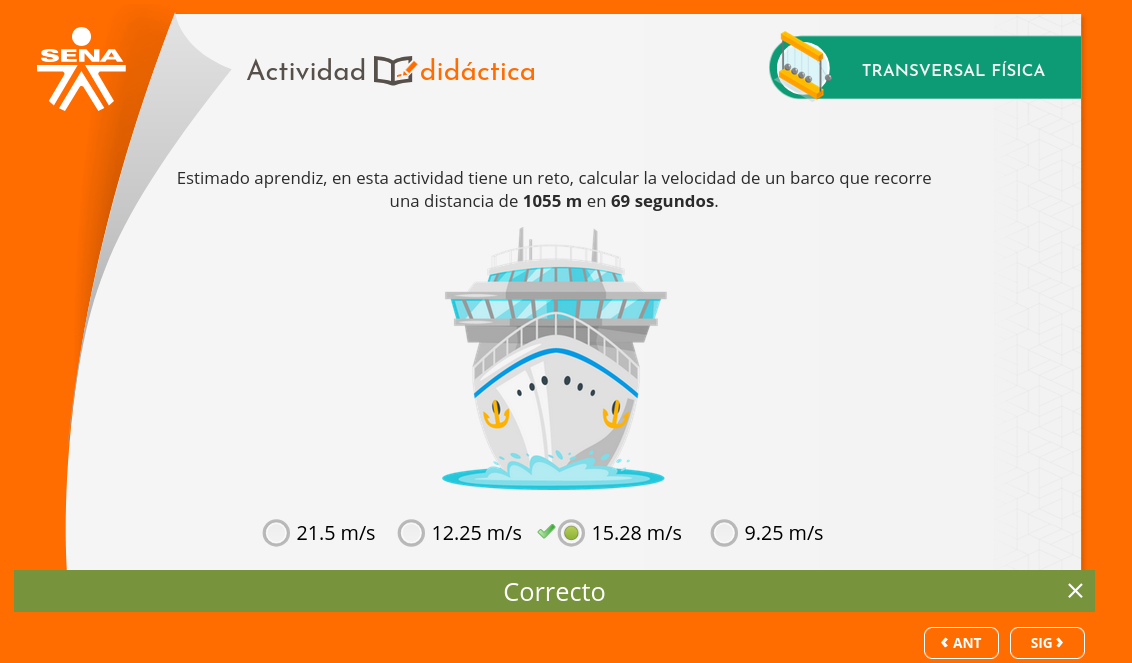 SENA
Actividad didáctica
TRANSVERSAL FÍSICA
Estimado aprendiz, en esta actividad tiene un reto, calcular la velocidad de un barco que recorre
una distancia de 1055 m en 69 segundos.
21.5 m/s 12.25 m/s 15.28 m/s 9.25 m/s
Correcto
ANT SIG